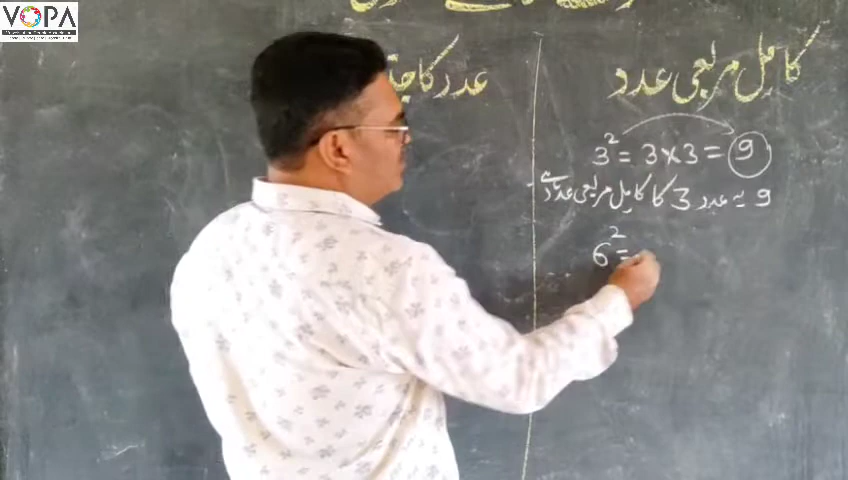 VOPA
کامل مربعی عدد
3² = 3×3 = 9
9 یہ عدد 3 کا کامل مربعی عدد ہے
6² =
عدد کا